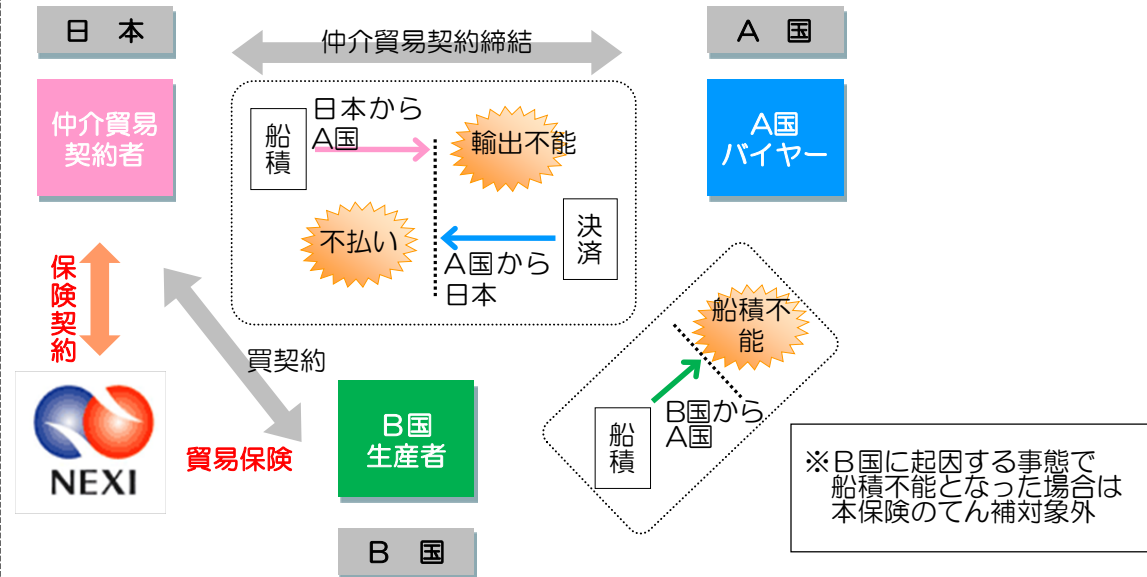 日 本
仲介貿易契約締結
A 国
仲介貿易
契約者
船
積
日本から
A国
輸出不能
不払い
決
済
A国から
日本
A国
バイヤー
保
険
契
約
買契約
NEXI
貿易保険
B国
生産者
B 国
船積不
能
船
積
B国から
A国
※B国に起因する事態で
船積不能となった場合は
本保険のてん補対象外